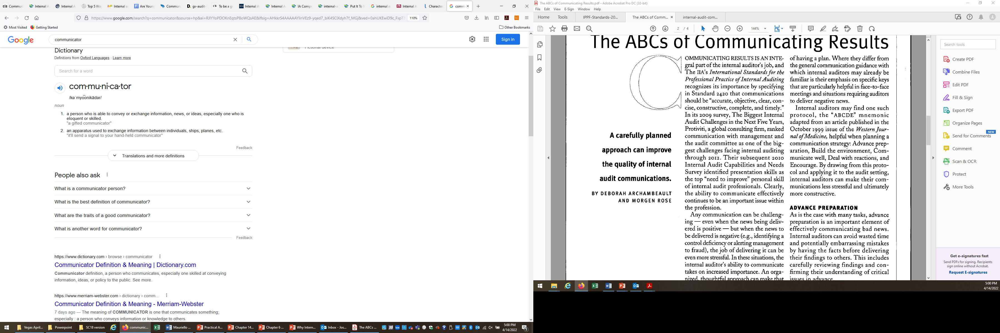 Commun
Internal A
Internal A
Top 5 Wa
Internal a
Are Youn
Commun
gx-audit-
To be a gr
Internal A
Internal A
IA Compe
internal-a
Put It To V
internal au
Internal A
Character
comm
https://www.google.com/search?q=communicator&source=hp&ei=
110%
Most Visited
Getting Started
Other Bookmarks
Google
communicator
Sign in
Dictionary
Definitions from Oxford Languages · Learn more
Search for a word
com·mu·ni·ca·tor
/kəˈmyo͞onikādər/
noun
1. a person who is able to convey or exchange information, news, or ideas, especially one who is
eloquent or skilled.
"a gifted communicator"
2. an apparatus used to exchange information between individuals, ships, planes, etc.
"it'll send a signal to your hand-held communicator"
Feedback
Translations and more definitions
People also ask
What is a communicator person?
What is the best definition of communicator?
What are the traits of a good communicator?
What is another word for communicator?
Feedback
https://www.dictionary.com › browse › communicator
Communicator Definition & Meaning | Dictionary.com
Communicator definition, a person who communicates, especially one skilled at conveying
information, ideas, or policy to the public. See more.
https://www.merriam-webster.com › dictionary › comm...
Communicator Definition & Meaning - Merriam-Webster
7 days ago — The meaning of COMMUNICATOR is one that communicates something;
especially : a person who conveys information or knowledge to others.
Vegas April...
Powerpoint
SC18 version
communic...
Mauriello ...
Practical A...
Chapter 14...
Chapter 6 ...
Why Intern...
Inbox - Jos...
The ABCs ...
5:00 PM
4/14/2022
The ABCs of Communicating Results.pdf - Adobe Acrobat Pro DC (32-bit)
File Edit View E-Sign Window Help
Home Tools
IPPF-Standards-20...
The ABCs of Comm...
internal-audit-com...
2 / 4
144%
The ABCs of Communicating Results
A carefully planned
approach can improve
the quality of internal
audit communications.
BY DEBORAH ARCHAMBEAULT
AND MORGEN ROSE
COMMUNICATING RESULTS IS AN INTE-
gral part of the internal auditor's job, and
The IIA's International Standards for the
Professional Practice of Internal Auditing
recognizes its importance by specifying
in Standard 2420 that communications
should be "accurate, objective, clear, con-
cise, constructive, complete, and timely."
In its 2009 survey, The Biggest Internal
Audit Challenges in the Next Five Years,
Protiviti, a global consulting firm, ranked
communication with management and
the audit committee as one of the big-
gest challenges facing internal auditing
through 2012. Their subsequent 2010
Internal Audit Capabilities and Needs
Survey identified presentation skills as
the top "need to improve" personal skill
of internal audit professionals. Clearly,
the ability to communicate effectively
continues to be an important issue within
the profession.
Any communication can be challeng-
ing — even when the news being deliv-
ered is positive — but when the news to
be delivered is negative (e.g., identifying a
control deficiency or alerting management
to fraud), the job of delivering it can be
even more stressful. In these situations, the
internal auditor's ability to communicate
takes on increased importance. An orga-
nized, thoughtful approach can make that
of having a plan. Where they differ from
the general communication guidance with
which internal auditors may already be
familiar is their emphasis on specific keys
that are particularly helpful in face-to-face
meetings and situations requiring auditors
to deliver negative news.
Internal auditors may find one such
protocol, the "ABCDE" mnemonic
adapted from an article published in the
October 1999 issue of the Western Jour-
nal of Medicine, helpful when planning a
communication strategy: Advance prep-
aration, Build the environment, Com-
municate well, Deal with reactions, and
Encourage. By drawing from this proto-
col and applying it to the audit setting,
internal auditors can make their com-
munications less stressful and ultimately
more constructive.
ADVANCE PREPARATION
As is the case with many tasks, advance
preparation is an important element of
effectively communicating bad news.
Internal auditors can avoid wasted time
and potentially embarrassing mistakes
by having the facts before delivering
their findings to others. This includes
carefully reviewing findings and con-
firming their understanding of critical
issues in advance.
Search tools
Create PDF
Combine Files
Edit PDF
Fill & Sign
Export PDF
Organize Pages
NEW
Send for Comments
Comment
Scan & OCR
Protect
More Tools
Get e-signatures fast
Send PDFs for signing. Recipients
sign online without Acrobat.
Request E-signatures
5:00 PM
4/14/2022